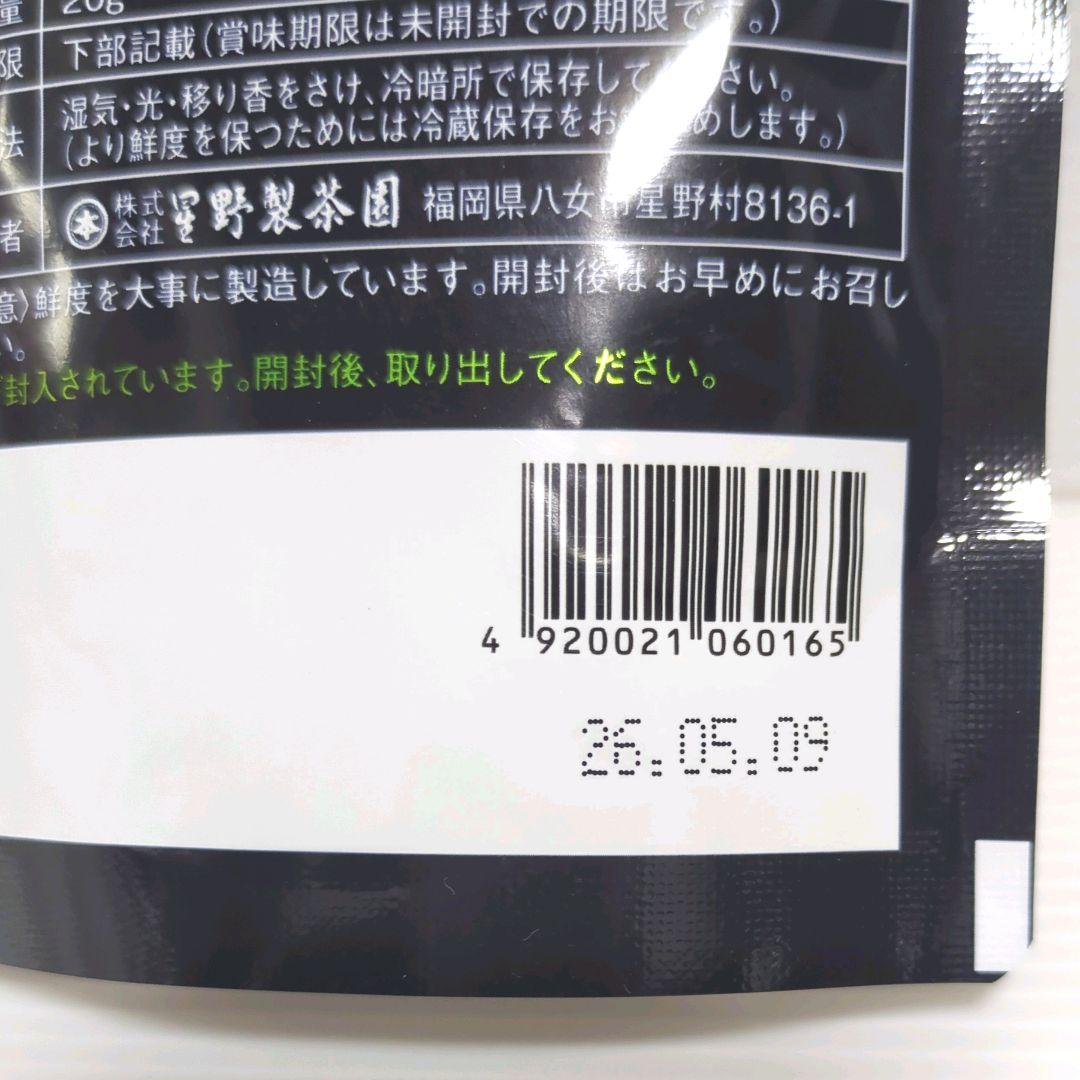 量 20g
限 下部記載(賞味期限は未開封での期限です。)
湿気・光・移り香をさけ、冷暗所で保存してください。
法 (より鮮度を保つためには冷蔵保存をお めします。)
者 本 株式会社 星野製茶園 福岡県八女市星野村8136-1
意〉鮮度を大事に製造しています。開封後はお早めにお召し
い。
封入されています。開封後、取り出してください。
4 920021 060165
26.05.09